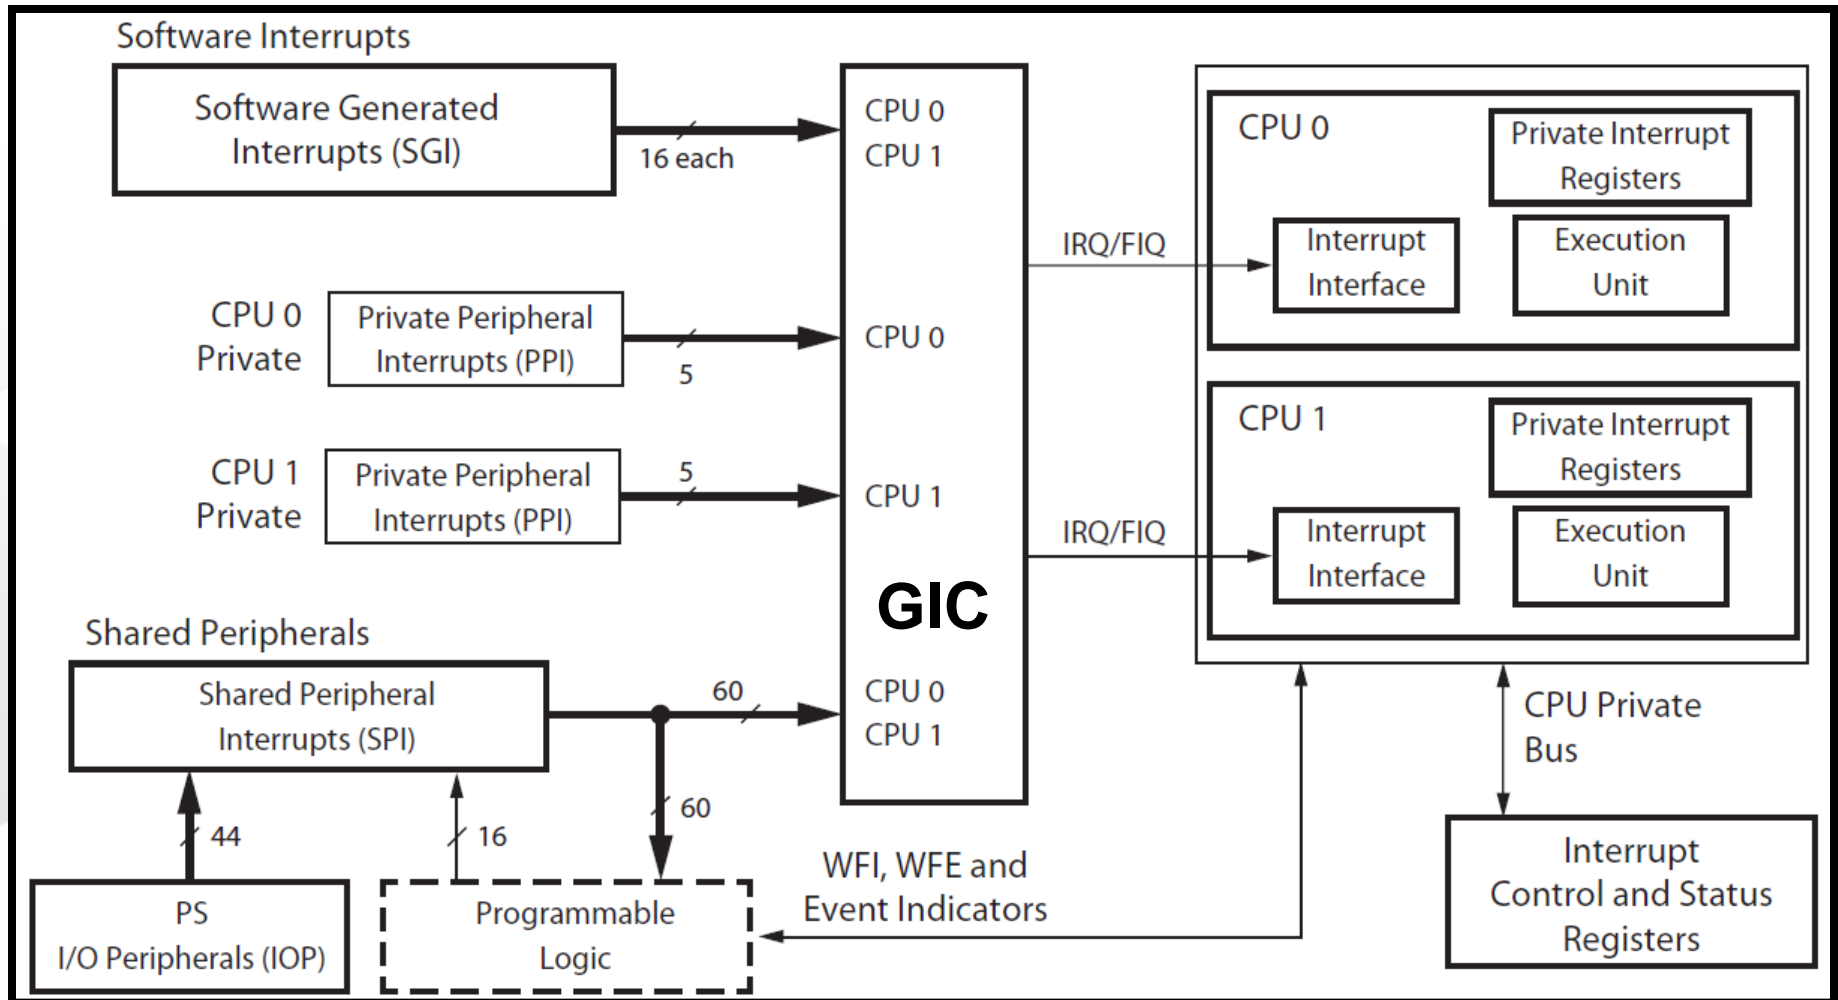 Software Interrupts
Software Generated
Interrupts (SGI)
16 each
CPU 0
CPU 1
CPU 0
Private
Private Peripheral
Interrupts (PPI)
5
CPU 0
CPU 1
Private
Private Peripheral
Interrupts (PPI)
5
CPU 1
GIC
Shared Peripherals
Shared Peripheral
Interrupts (SPI)
60
CPU 0
CPU 1
60
44
16
PS
I/O Peripherals (IOP)
Programmable
Logic
WFI, WFE and
Event Indicators
IRQ/FIQ
CPU 0
Private Interrupt
Registers
Interrupt
Interface
Execution
Unit
IRQ/FIQ
CPU 1
Private Interrupt
Registers
Interrupt
Interface
Execution
Unit
CPU Private
Bus
Interrupt
Control and Status
Registers